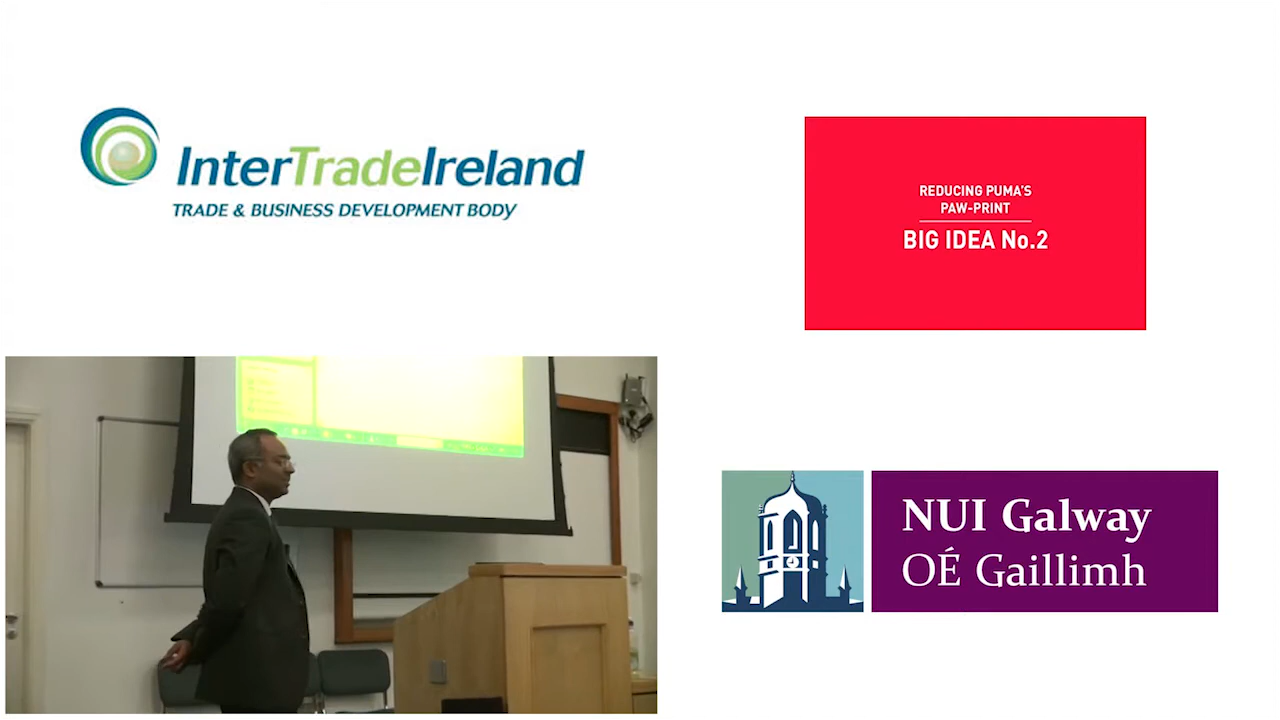 InterTradeIreland
TRADE & BUSINESS DEVELOPMENT BODY
REDUCING PUMA'S
PAW-PRINT
BIG IDEA No.2
NUI Galway
OÉ Gaillimh